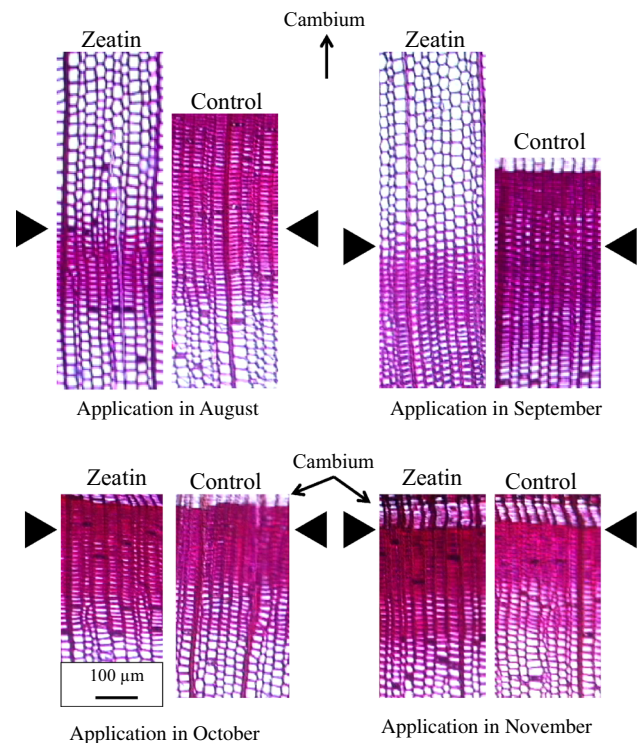 Cambium
Zeatin
Control
Zeatin
Control
Application in August
Application in September
Cambium
Zeatin
Control
Zeatin
Control
100 µm
Application in October
Application in November